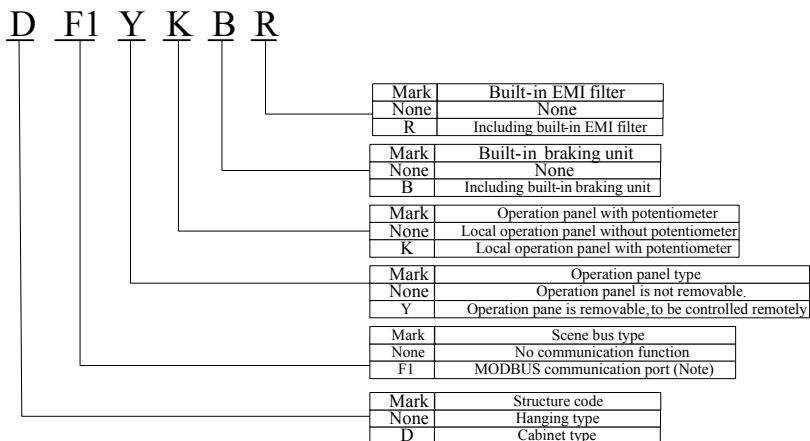 D F1 Y K B R
Mark Built-in EMI filter
None None
R Including built-in EMI filter
Mark Built-in braking unit
None None
B Including built-in braking unit
Mark Operation panel with potentiometer
None Local operation panel without potentiometer
K Local operation panel with potentiometer
Mark Operation panel type
None Operation panel is not removable.
Y Operation pane is removable, to be controlled remotely
Mark Scene bus type
None No communication function
F1 MODBUS communication port (Note)
Mark Structure code
None Hanging type
D Cabinet type